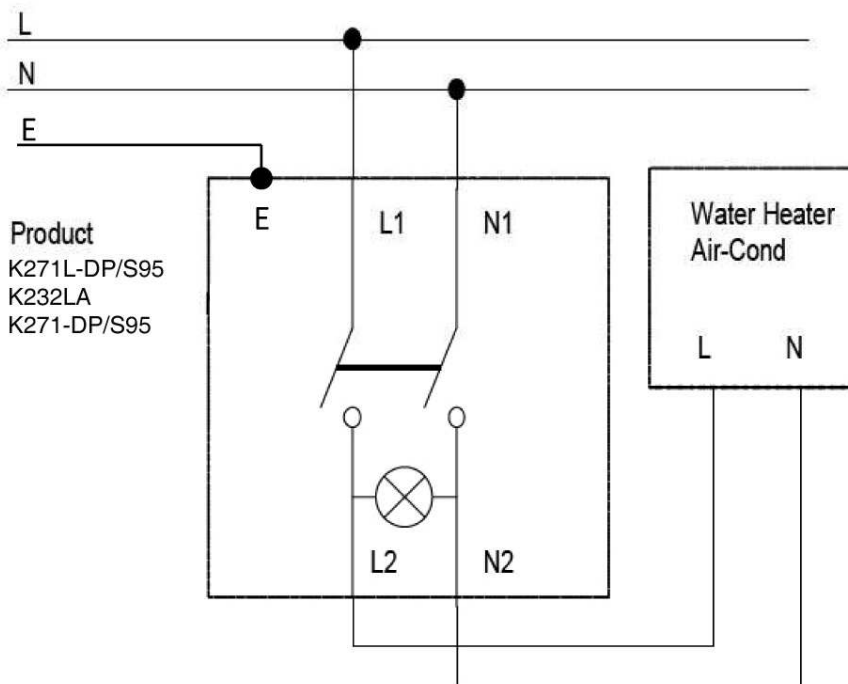 L
N
E
E
L1
N1
Product
K271L-DP/S95
K232LA
K271-DP/S95
Water Heater
Air-Cond
L
N
L2
N2